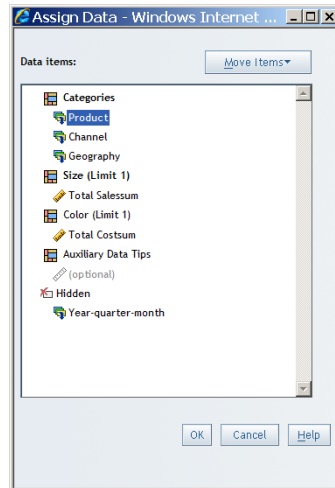 Assign Data - Windows Internet ...
Data items:
Move Items
Categories
Product
Channel
Geography
Size (Limit 1)
Total Salessum
Color (Limit 1)
Total Costsum
Auxiliary Data Tips
(optional)
Hidden
Year-quarter-month
OK Cancel Help